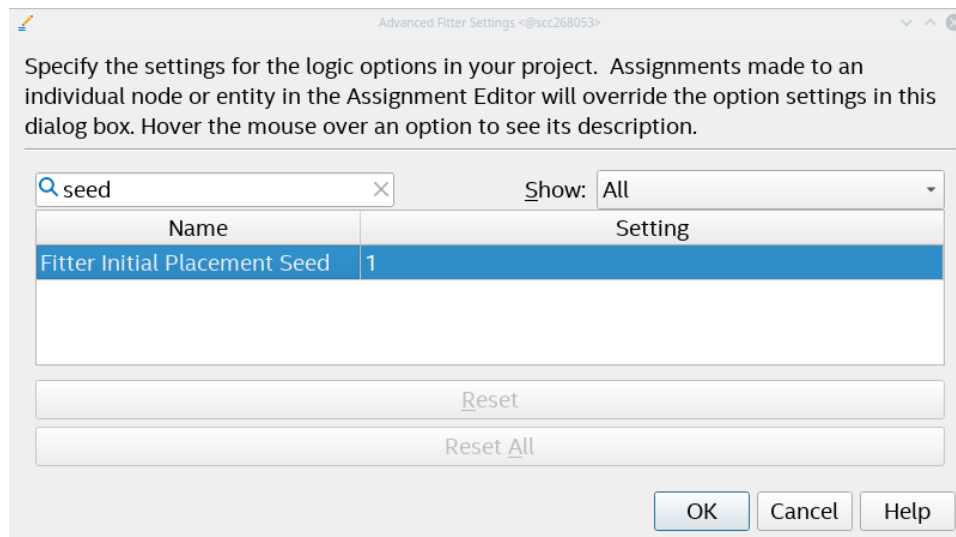 Advanced Fitter Settings <@scc268053>
Specify the settings for the logic options in your project.  Assignments made to an
individual node or entity in the Assignment Editor will override the option settings in this
dialog box. Hover the mouse over an option to see its description.
seed
Show: All
Name Setting
Fitter Initial Placement Seed 1
Reset
Reset All
OK Cancel Help